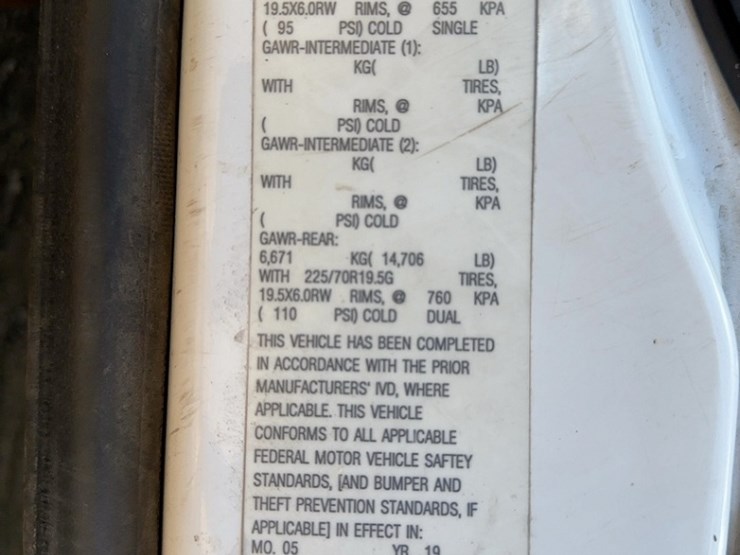 19.5X6.0RW RIMS, @ 655 KPA
( 95 PSI) COLD SINGLE
GAWR-INTERMEDIATE (1):
KG( LB)
WITH TIRES,
RIMS, @ KPA
( PSI) COLD
GAWR-INTERMEDIATE (2):
KG( LB)
WITH TIRES,
RIMS, @ KPA
( PSI) COLD
GAWR-REAR:
6,671 KG( 14,706 LB)
WITH 225/70R19.5G TIRES,
19.5X6.0RW RIMS, @ 760 KPA
( 110 PSI) COLD DUAL
THIS VEHICLE HAS BEEN COMPLETED
IN ACCORDANCE WITH THE PRIOR
MANUFACTURERS' IVD, WHERE
APPLICABLE. THIS VEHICLE
CONFORMS TO ALL APPLICABLE
FEDERAL MOTOR VEHICLE SAFTEY
STANDARDS, [AND BUMPER AND
THEFT PREVENTION STANDARDS, IF
APPLICABLE] IN EFFECT IN:
MO. 05 YR 19